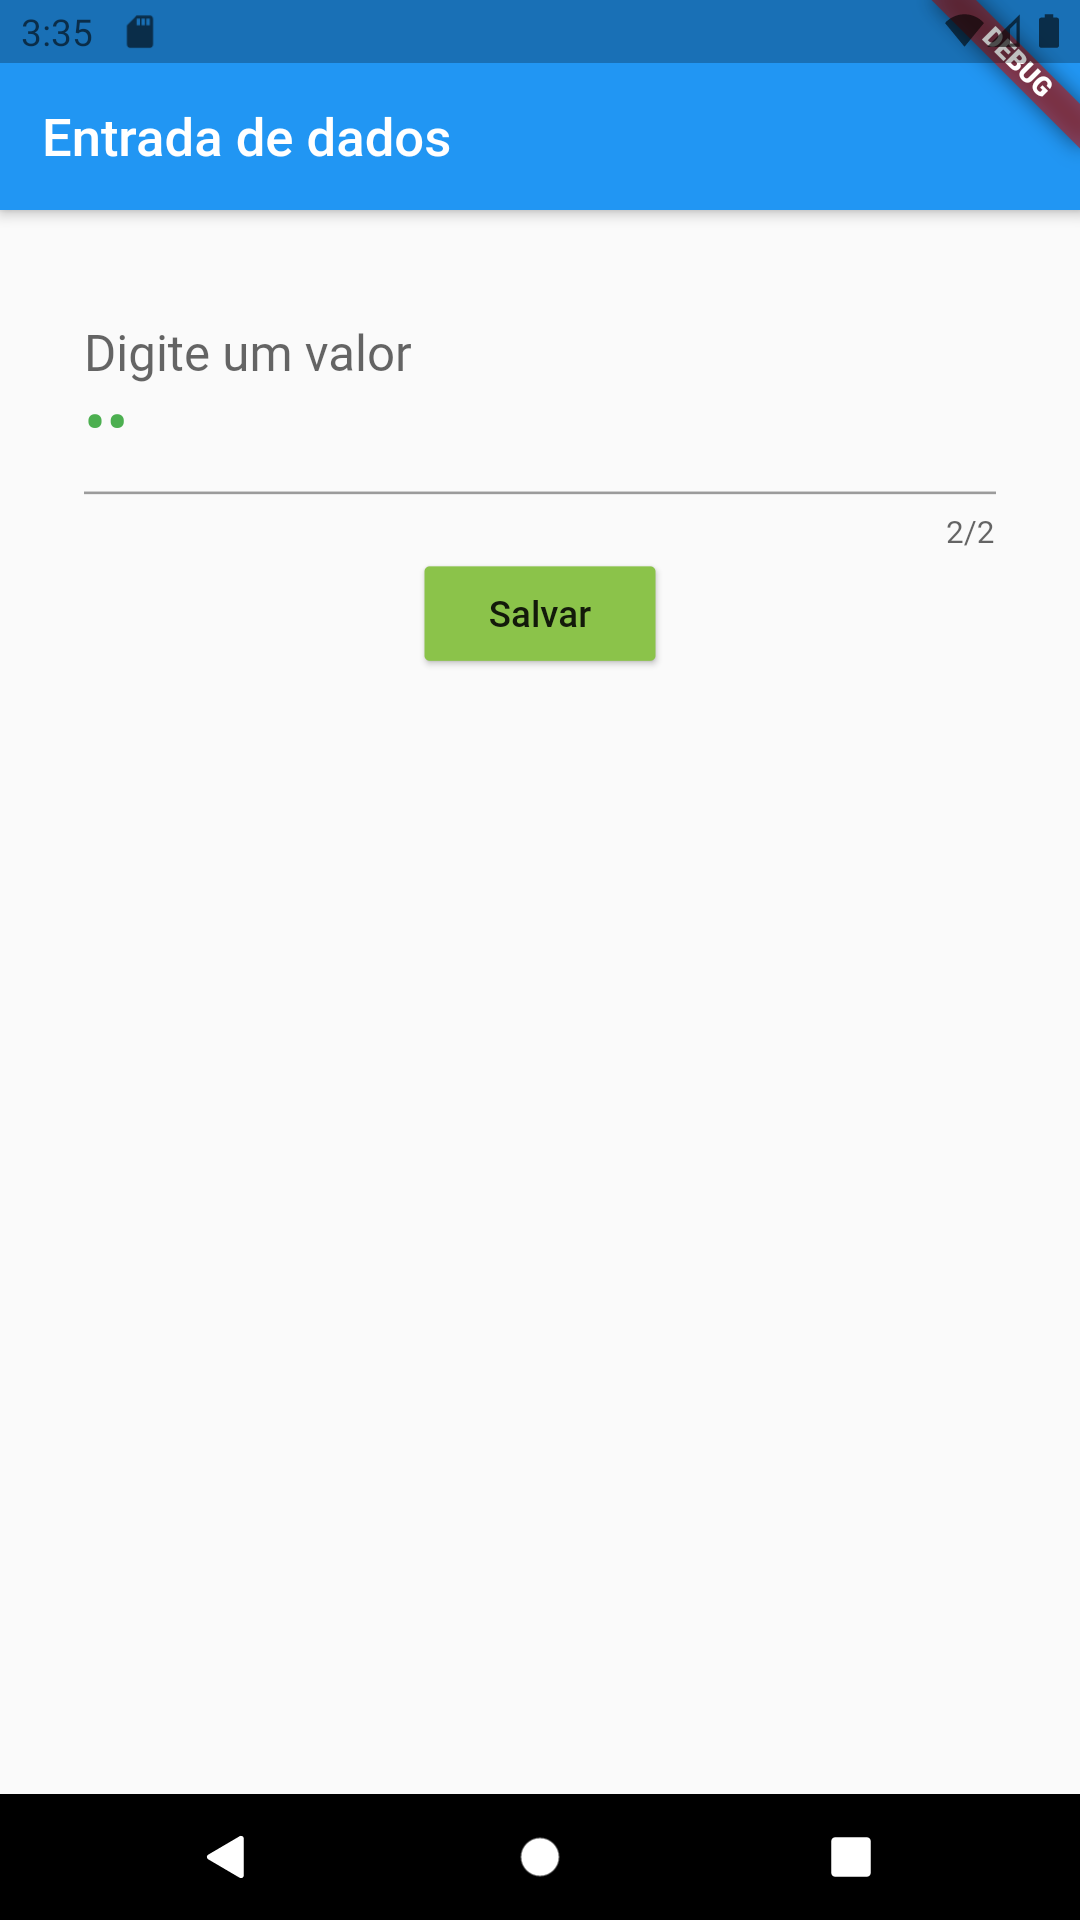 3:35
DEBUG
Entrada de dados
Digite um valor
••
2/2
Salvar